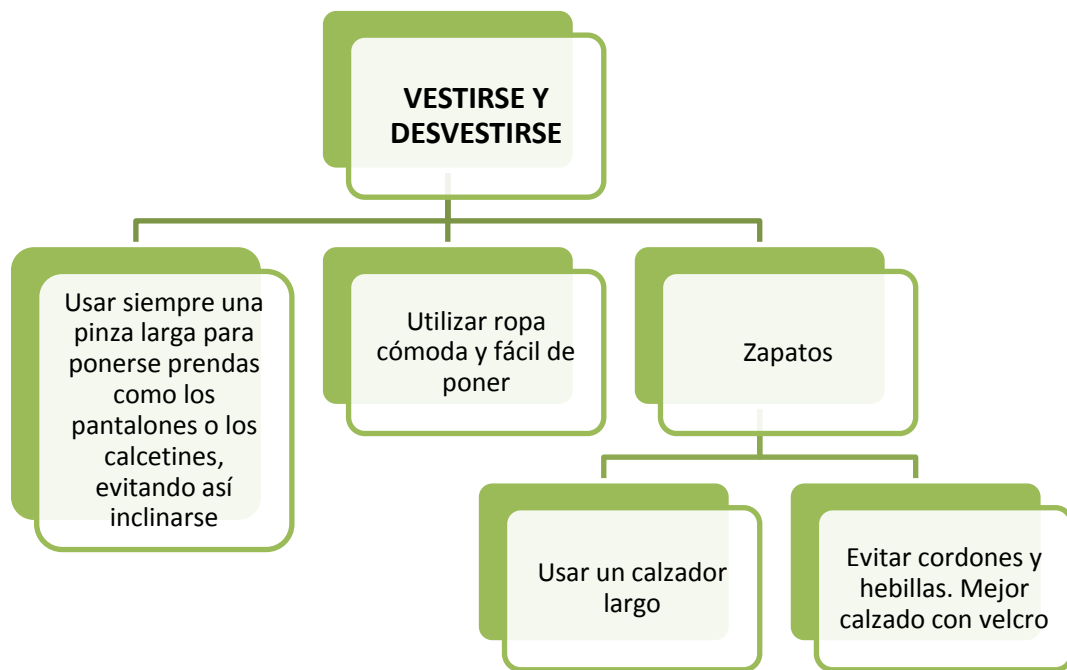 VESTIRSE Y
DESVESTIRSE
Usar siempre una
pinza larga para
ponerse prendas
como los
pantalones o los
calcetines,
evitando así
inclinarse
Utilizar ropa
cómoda y fácil de
poner
Zapatos
Usar un calzador
largo
Evitar cordones y
hebillas. Mejor
calzado con velcro